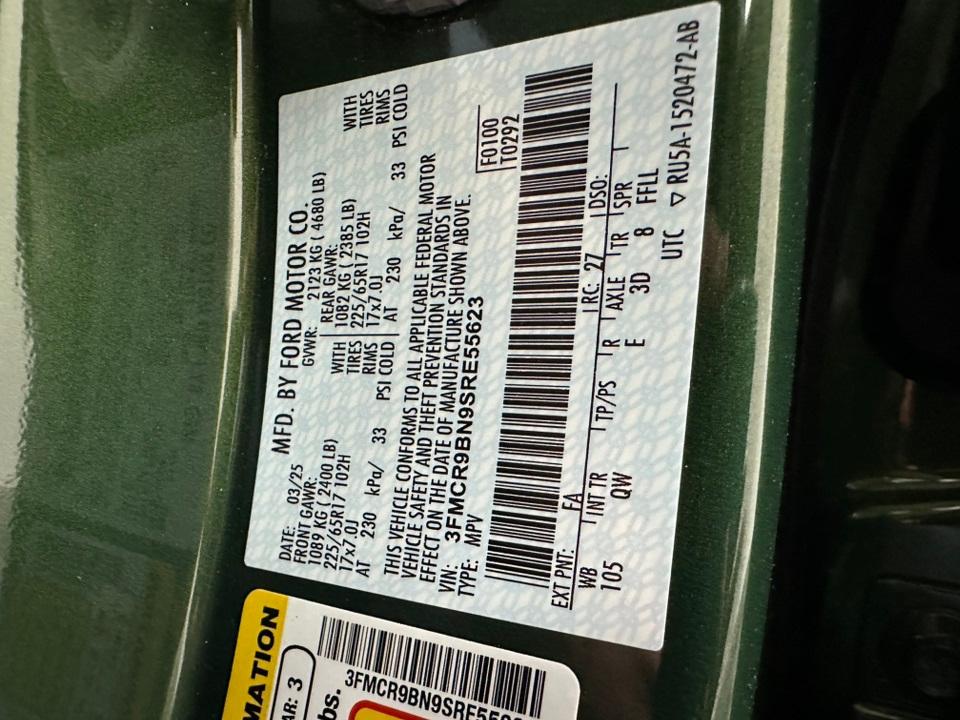 MFD. BY FORD MOTOR CO.
DATE: 03/25 GVWR: 2123 KG ( 4680 LB)
FRONT GAWR: REAR GAWR:
1089 KG ( 2400 LB) WITH 1082 KG ( 2385 LB) WITH
225/65R17 102H TIRES 225/65R17 102H TIRES
17x7.0J RIMS 17x7.0J RIMS
AT 230 kPa/ 33 PSI COLD AT 230 kPa/ 33 PSI COLD
THIS VEHICLE CONFORMS TO ALL APPLICABLE FEDERAL MOTOR
VEHICLE SAFETY AND THEFT PREVENTION STANDARDS IN
EFFECT ON THE DATE OF MANUFACTURE SHOWN ABOVE.
VIN: 3FMCR9BN9SRE55623
TYPE: MPV
F0100
T0292
EXT PNT: FA RC: 27 DSO:
WB INT TR TP/PS R AXLE TR SPR
105 QW E 3D 8 FFLL
UTC ▽ RU5A-1520472-AB
MATION
AR: 3
bs.
3FMCR9BN9SRE55